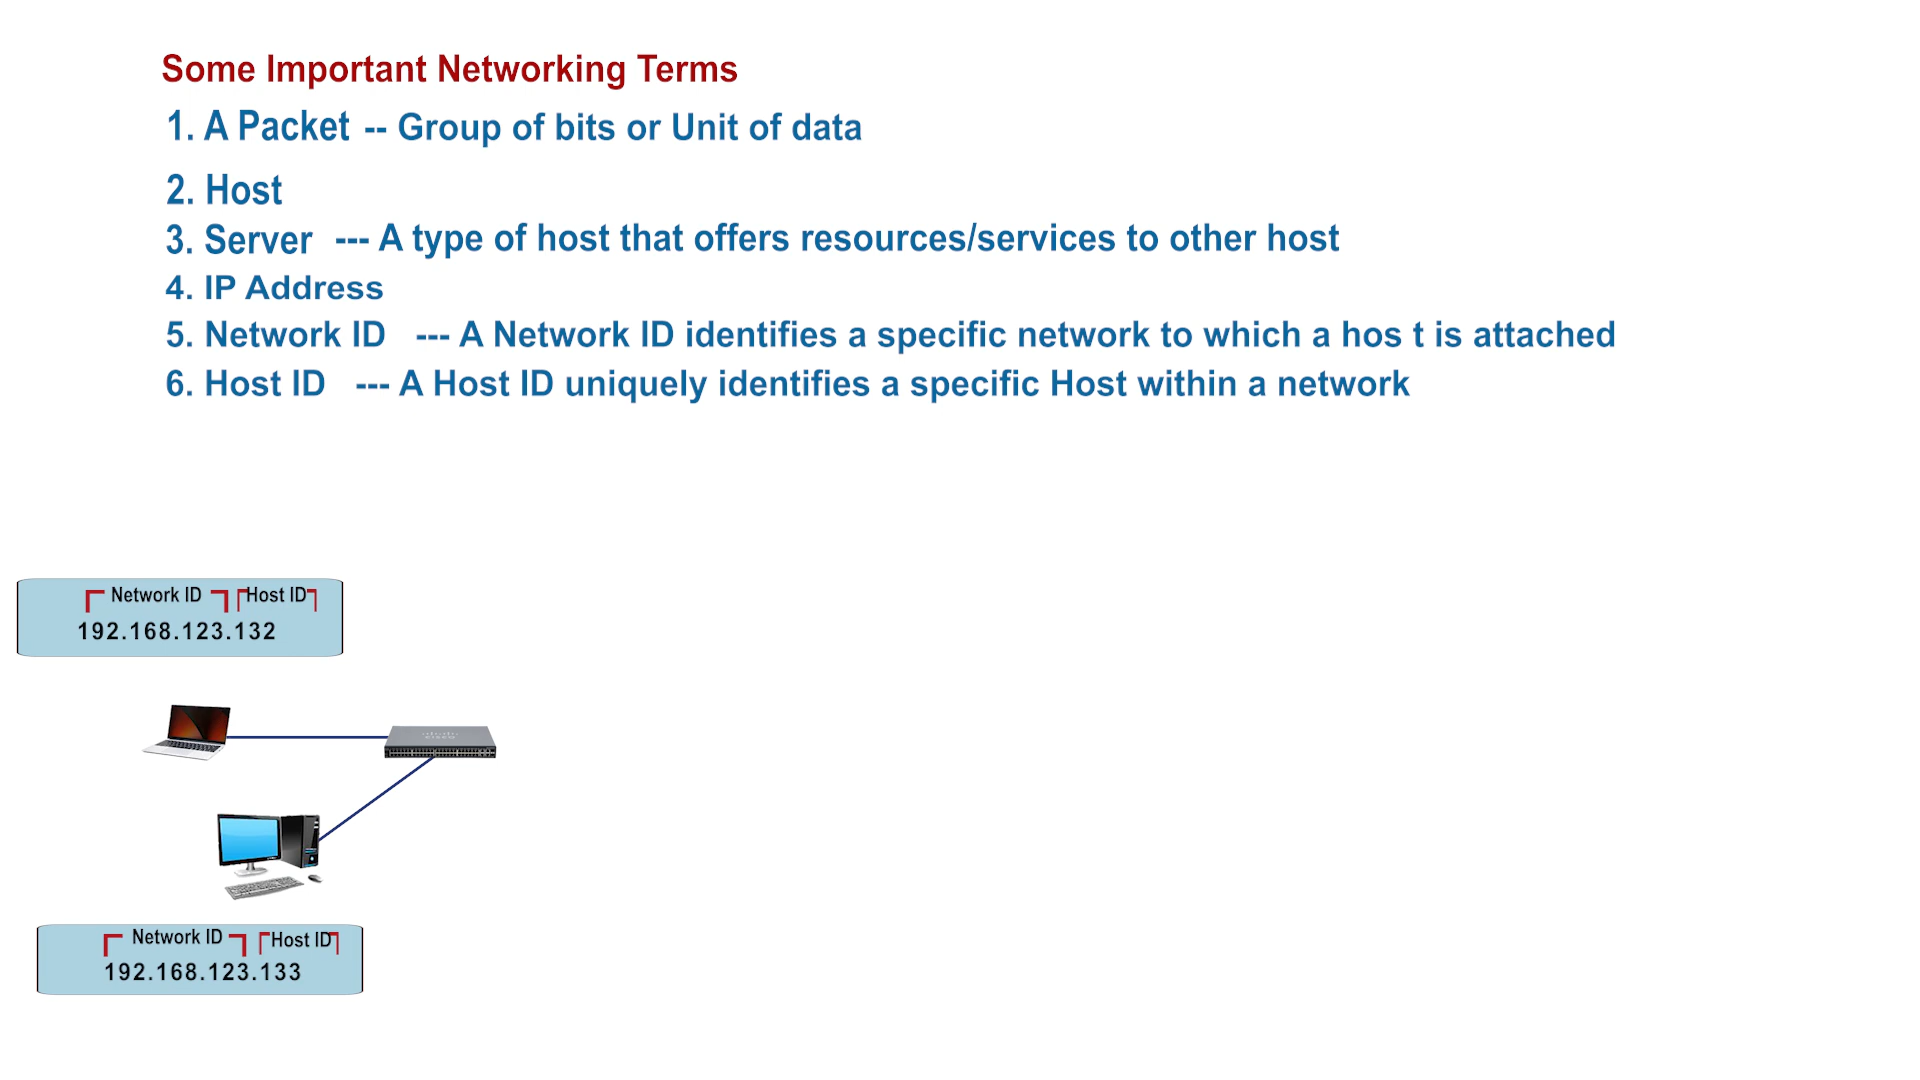 Some Important Networking Terms
1. A Packet -- Group of bits or Unit of data
2. Host
3. Server --- A type of host that offers resources/services to other host
4. IP Address
5. Network ID --- A Network ID identifies a specific network to which a hos t is attached
6. Host ID --- A Host ID uniquely identifies a specific Host within a network
Network ID Host ID
192.168.123.132
Network ID Host ID
192.168.123.133